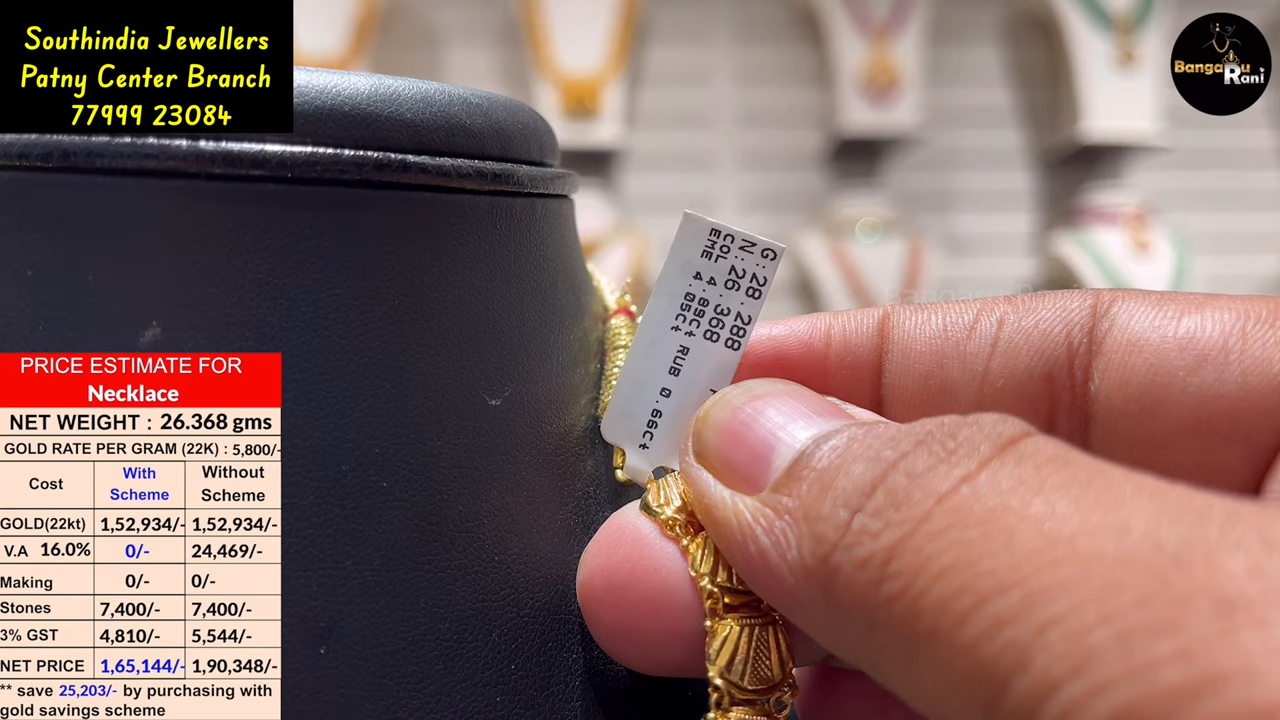 Southindia Jewellers
Patny Center Branch
77999 23084
BangaRu
Rani
G:28.288
N:26.368
COL 4.89Ct
EME 4.05Ct RUB 0.66Ct
PRICE ESTIMATE FOR
Necklace
NET WEIGHT : 26.368 gms
GOLD RATE PER GRAM (22K) : 5,800/-
Cost With Scheme Without Scheme
GOLD(22kt) 1,52,934/- 1,52,934/-
V.A 16.0% 0/- 24,469/-
Making 0/- 0/-
Stones 7,400/- 7,400/-
3% GST 4,810/- 5,544/-
NET PRICE 1,65,144/- 1,90,348/-
** save 25,203/- by purchasing with
gold savings scheme